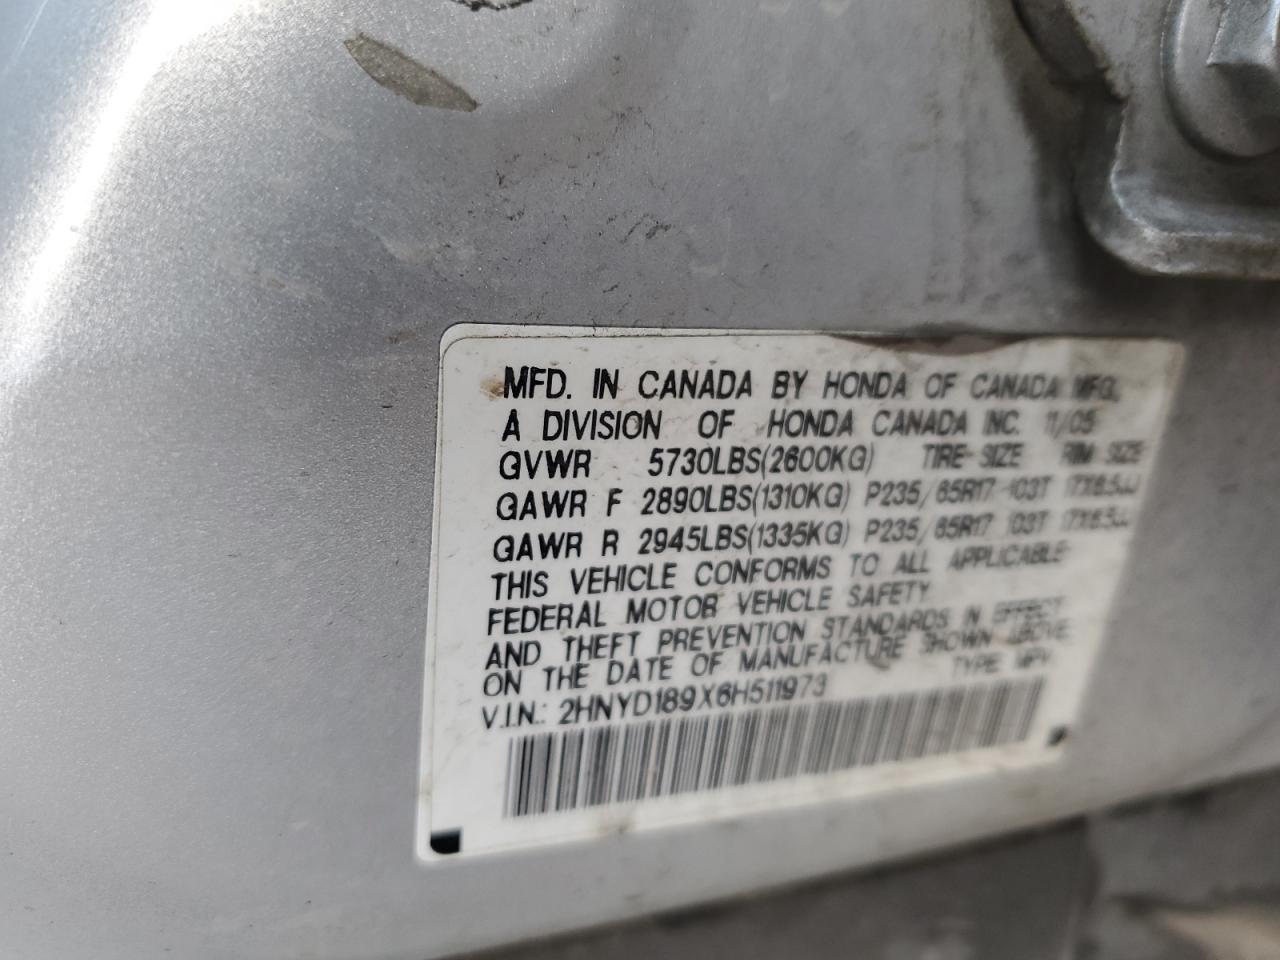 MFD. IN CANADA BY HONDA OF CANADA MFG.,
A DIVISION OF HONDA CANADA INC. 11/05
GVWR 5730LBS(2600KG) TIRE SIZE RIM SIZE
GAWR F 2890LBS(1310KG) P235/65R17 103T 17X6.5JJ
GAWR R 2945LBS(1335KG) P235/65R17 103T 17X6.5JJ
THIS VEHICLE CONFORMS TO ALL APPLICABLE
FEDERAL MOTOR VEHICLE SAFETY
AND THEFT PREVENTION STANDARDS IN EFFECT
ON THE DATE OF MANUFACTURE SHOWN ABOVE.
V.I.N.: 2HNYD189X6H511973 TYPE MPV